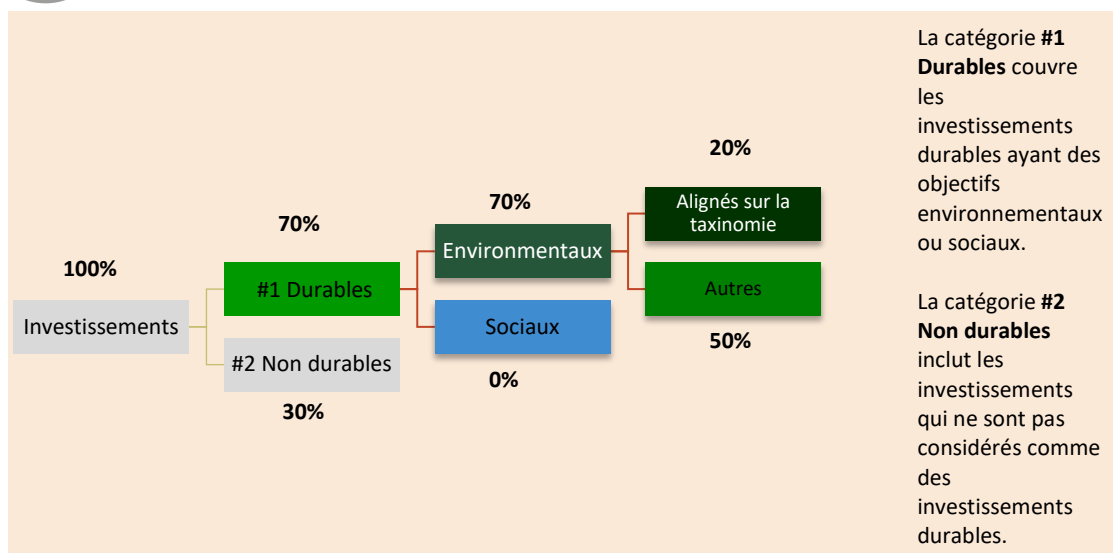 100%
Investissements
70%
#1 Durables
#2 Non durables
30%
70%
Environmentaux
Sociaux
0%
20%
Alignés sur la
taxinomie
Autres
50%
La catégorie #1
Durables couvre
les
investissements
durables ayant des
objectifs
environnementaux
ou sociaux.
La catégorie #2
Non durables
inclut les
investissements
qui ne sont pas
considérés comme
des
investissements
durables.